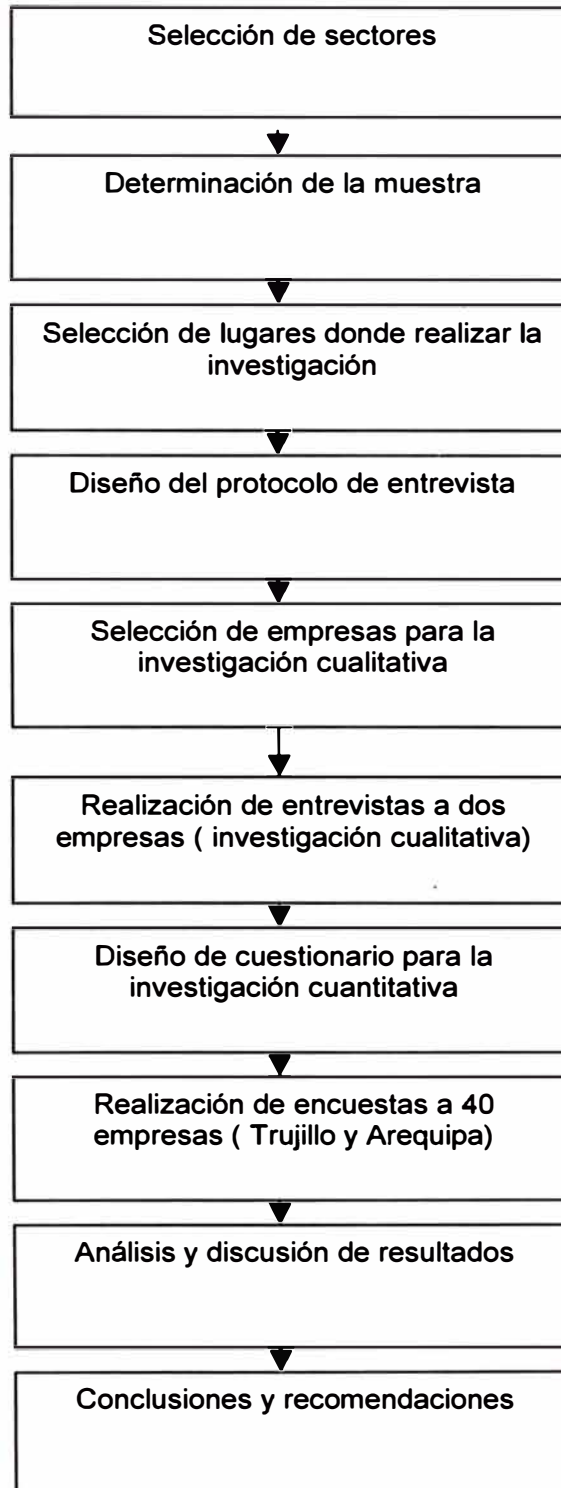 Selección de sectores
Determinación de la muestra
Selección de lugares donde realizar la
investigación
Diseño del protocolo de entrevista
Selección de empresas para la
investigación cualitativa
Realización de entrevistas a dos
empresas ( investigación cualitativa)
Diseño de cuestionario para la
investigación cuantitativa
Realización de encuestas a 40
empresas ( Trujillo y Arequipa)
Análisis y discusión de resultados
Conclusiones y recomendaciones